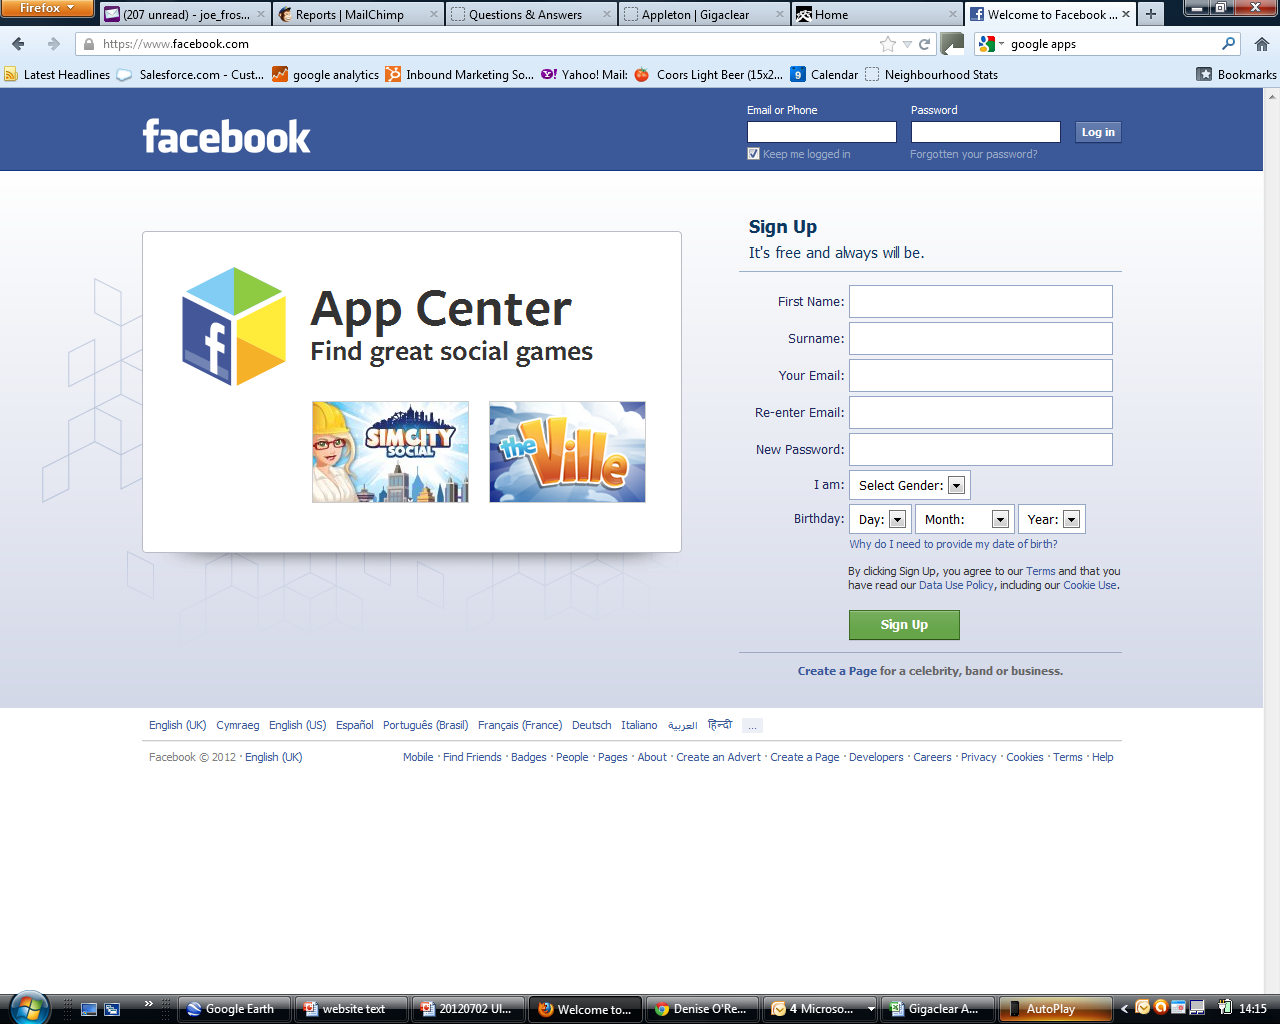 Firefox
(207 unread) - joe_fros...
Reports | MailChimp
Questions & Answers
Appleton | Gigaclear
Home
Welcome to Facebook ...
https://www.facebook.com
google apps
Latest Headlines
Salesforce.com - Cust...
google analytics
Inbound Marketing So...
Yahoo! Mail:
Coors Light Beer (15x2...
9 Calendar
Neighbourhood Stats
Bookmarks
facebook
Email or Phone
Password
Log in
Keep me logged in
Forgotten your password?
App Center
Find great social games
SIMCITY
SOCIAL
the Ville
Sign Up
It's free and always will be.
First Name:
Surname:
Your Email:
Re-enter Email:
New Password:
I am: Select Gender:
Birthday: Day: Month: Year:
Why do I need to provide my date of birth?
By clicking Sign Up, you agree to our Terms and that you
have read our Data Use Policy, including our Cookie Use.
Sign Up
Create a Page for a celebrity, band or business.
English (UK) Cymraeg English (US) Español Português (Brasil) Français (France) Deutsch Italiano العربية हिन्दी ...
Facebook © 2012 · English (UK)
Mobile · Find Friends · Badges · People · Pages · About · Create an Advert · Create a Page · Developers · Careers · Privacy · Cookies · Terms · Help
Google Earth
website text
20120702 UI...
Welcome to...
Denise O'Re...
4 Microso...
Gigaclear A...
AutoPlay
14:15